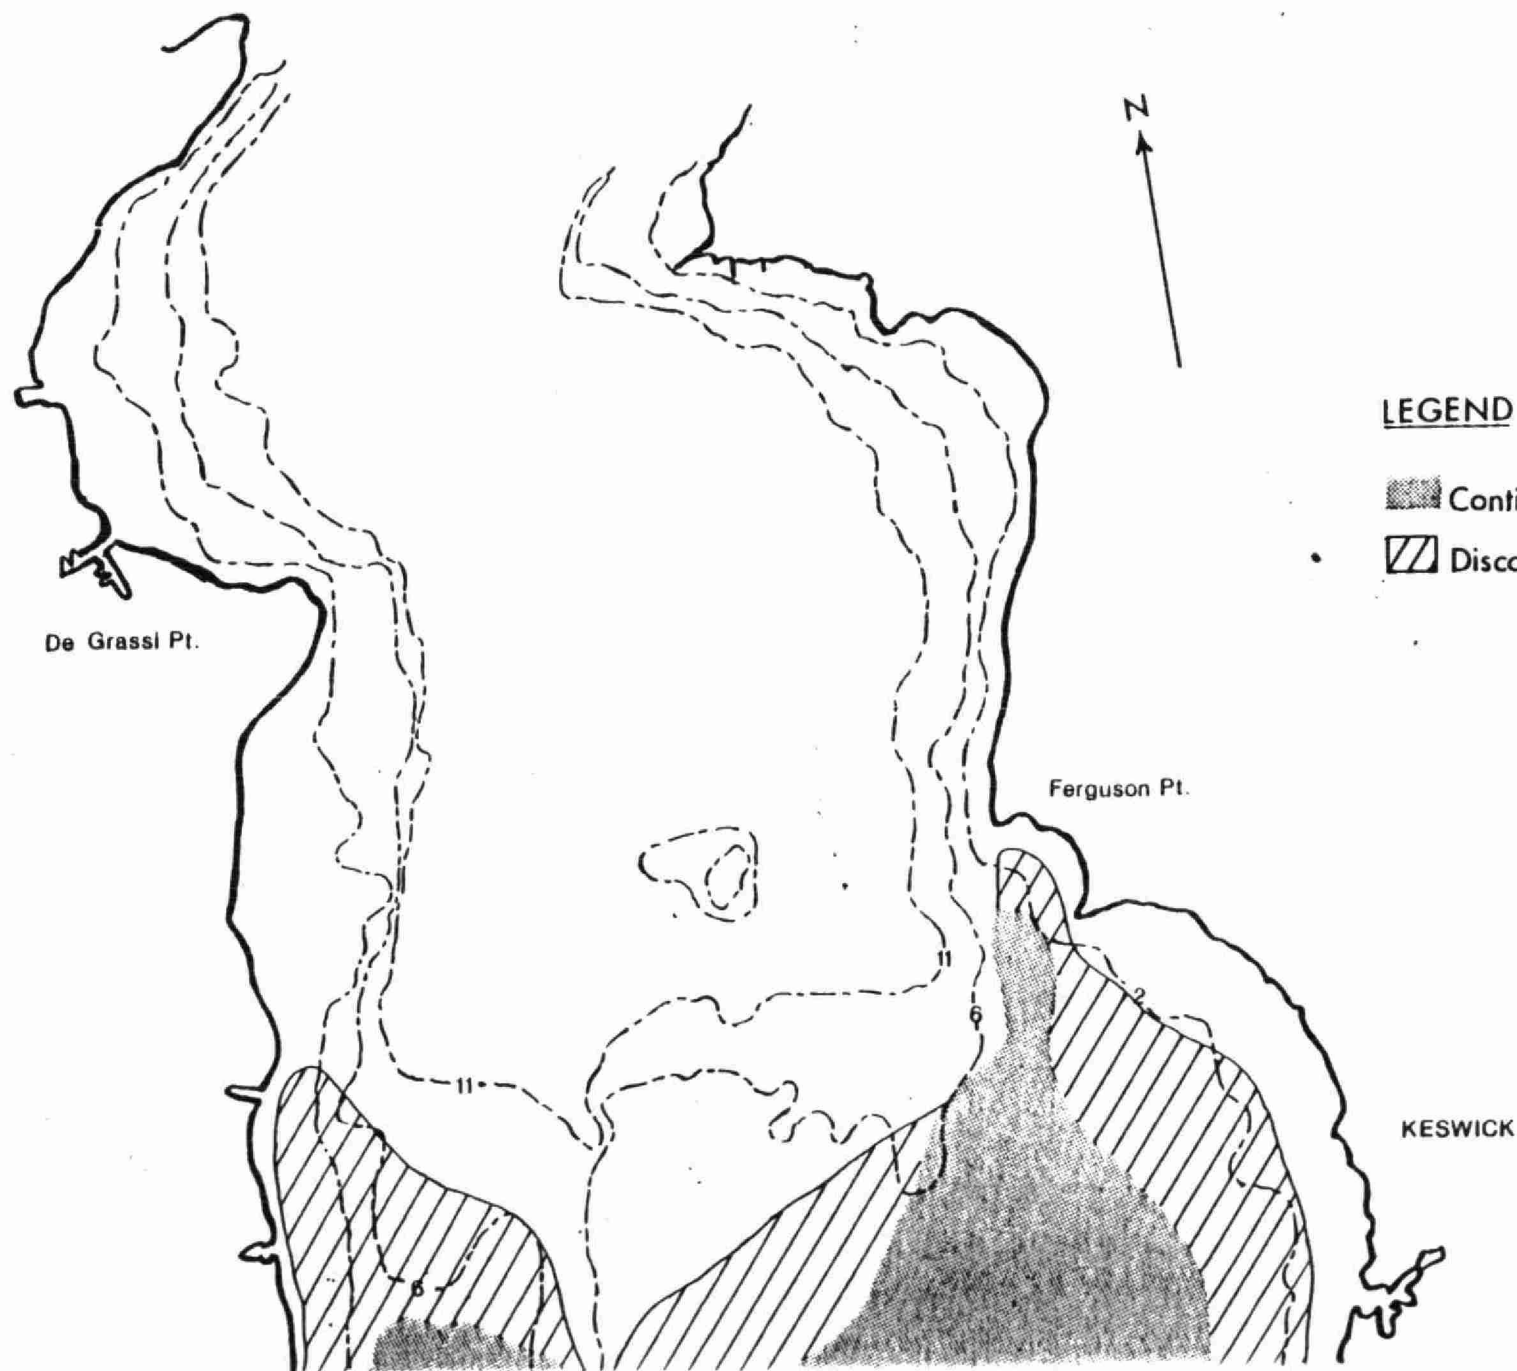 N
LEGEND
Conti
Disco
De Grassi Pt.
Ferguson Pt.
11
2
6
11
KESWICK
6